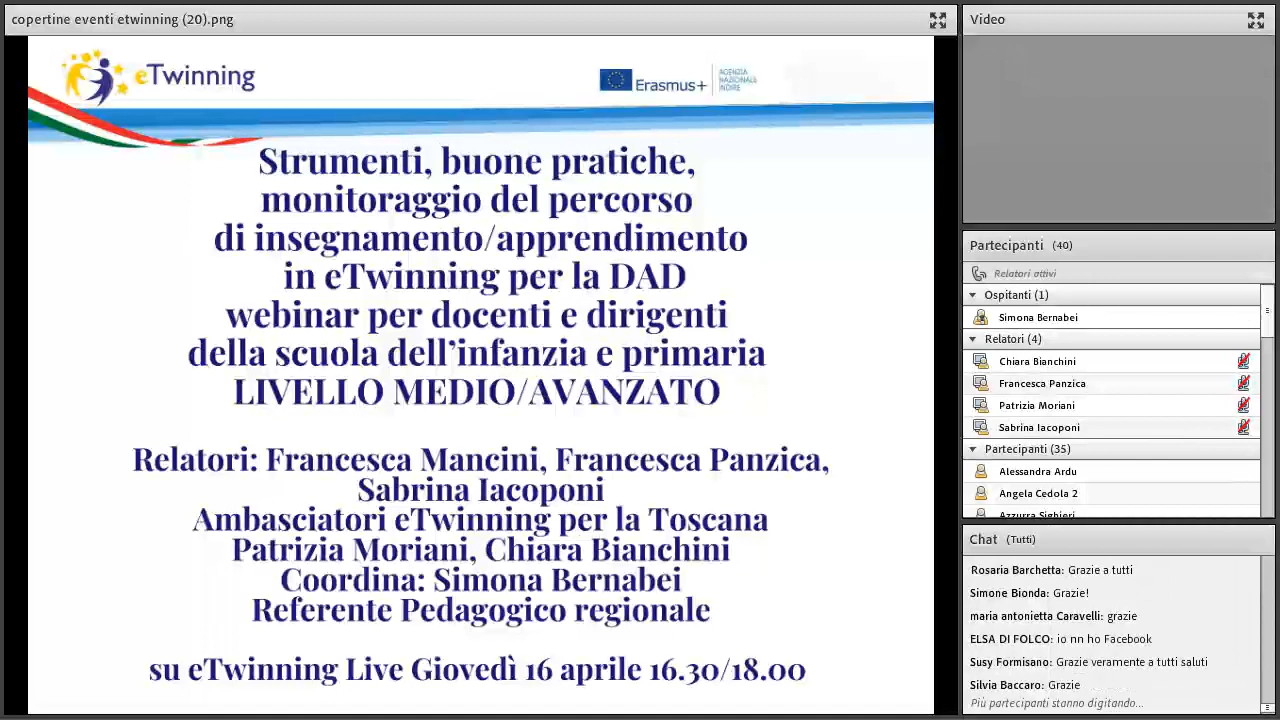 copertine eventi etwinning (20).png
eTwinning
Erasmus+
AGENZIA
NAZIONALE
INDIRE
Strumenti, buone pratiche,
monitoraggio del percorso
di insegnamento/apprendimento
in eTwinning per la DAD
webinar per docenti e dirigenti
della scuola dell'infanzia e primaria
LIVELLO MEDIO/AVANZATO
Relatori: Francesca Mancini, Francesca Panzica,
Sabrina Iacoponi
Ambasciatori eTwinning per la Toscana
Patrizia Moriani, Chiara Bianchini
Coordina: Simona Bernabei
Referente Pedagogico regionale
su eTwinning Live Giovedì 16 aprile 16.30/18.00
Video
Partecipanti (40)
Relatori attivi
Ospitanti (1)
Simona Bernabei
Relatori (4)
Chiara Bianchini
Francesca Panzica
Patrizia Moriani
Sabrina Iacoponi
Partecipanti (35)
Alessandra Ardu
Angela Cedola 2
Azzurra Sighieri
Chat (Tutti)
Rosaria Barchetta: Grazie a tutti
Simone Bionda: Grazie!
maria antonietta Caravelli: grazie
ELSA DI FOLCO: io nn ho Facebook
Susy Formisano: Grazie veramente a tutti saluti
Silvia Baccaro: Grazie
Più partecipanti stanno digitando...